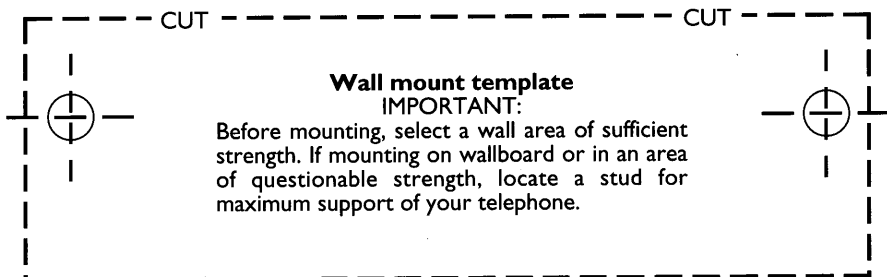 CUT CUT
Wall mount template
IMPORTANT:
Before mounting, select a wall area of sufficient
strength. If mounting on wallboard or in an area
of questionable strength, locate a stud for
maximum support of your telephone.